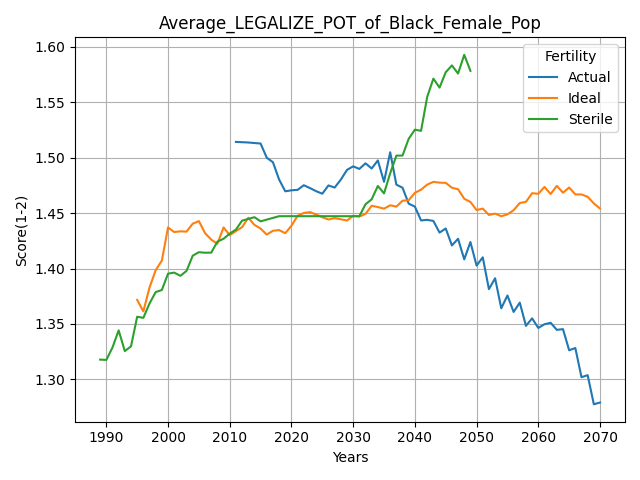 Average_LEGALIZE_POT_of_Black_Female_Pop
Fertility
Actual
Ideal
Sterile
Score(1-2)
1.60
1.55
1.50
1.45
1.40
1.35
1.30
1990 2000 2010 2020 2030 2040 2050 2060 2070
Years